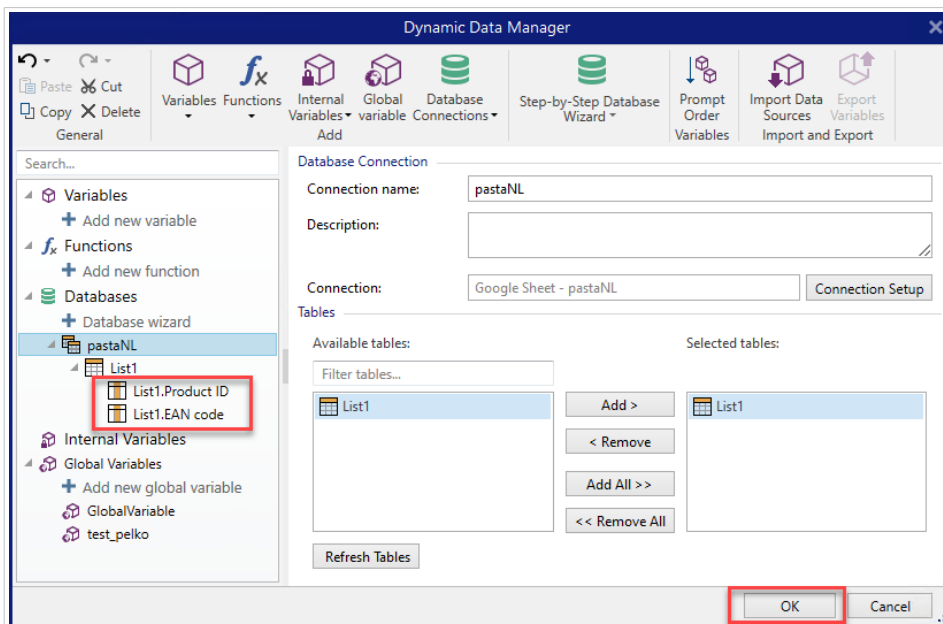 Dynamic Data Manager
Paste
Cut
Copy
Delete
General
Variables
Functions
Internal
Variables
Global
variable
Database
Connections
Add
Step-by-Step Database
Wizard
Prompt
Order
Variables
Import Data
Sources
Export
Variables
Import and Export
Search...
Variables
Add new variable
fx Functions
Add new function
Databases
Database wizard
pastaNL
List1
List1.Product ID
List1.EAN code
Internal Variables
Global Variables
Add new global variable
GlobalVariable
test_pelko
Database Connection
Connection name:
pastaNL
Description:
Connection:
Google Sheet - pastaNL
Connection Setup
Tables
Available tables:
Selected tables:
Filter tables...
List1
Add >
< Remove
Add All >>
<< Remove All
List1
Refresh Tables
OK
Cancel